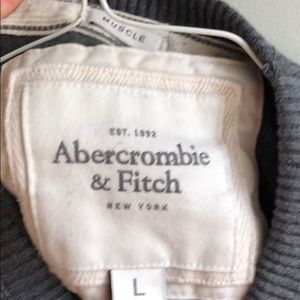 MUSCLE
EST. 1892
Abercrombie
& Fitch
NEW YORK
L